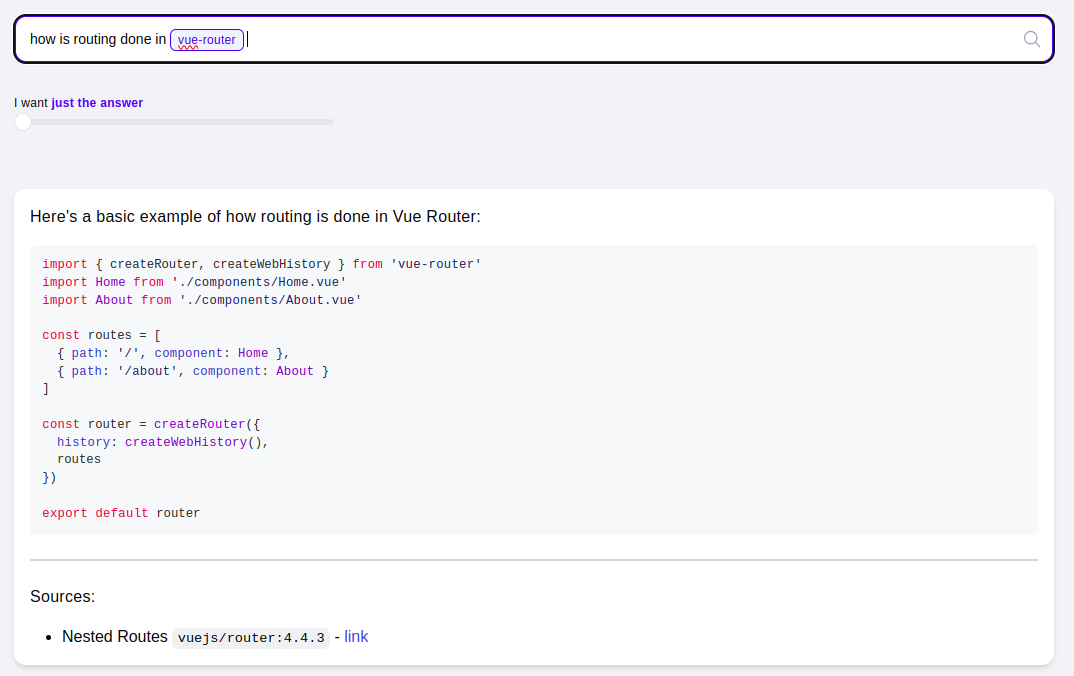 how is routing done in vue-router
I want just the answer
Here's a basic example of how routing is done in Vue Router:
import { createRouter, createWebHistory } from 'vue-router'
import Home from './components/Home.vue'
import About from './components/About.vue'
const routes = [
  { path: '/', component: Home },
  { path: '/about', component: About }
]
const router = createRouter({
  history: createWebHistory(),
  routes
})
export default router
Sources:
• Nested Routes vuejs/router:4.4.3 - link